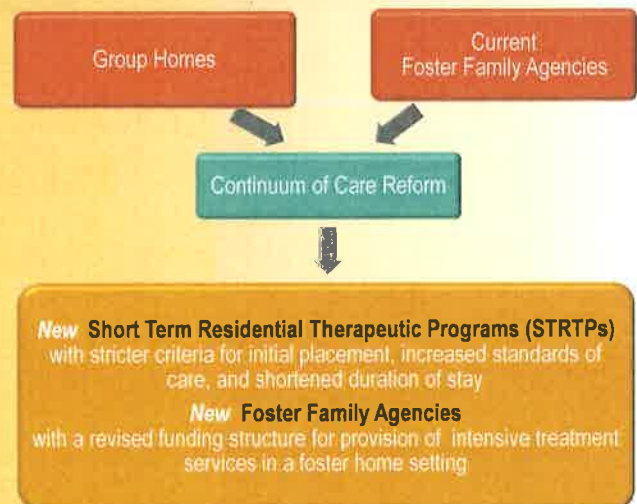 Group Homes
Current
Foster Family Agencies
Continuum of Care Reform
New Short Term Residential Therapeutic Programs (STRTPs)
with stricter criteria for initial placement, increased standards of
care, and shortened duration of stay
New Foster Family Agencies
with a revised funding structure for provision of intensive treatment
services in a foster home setting